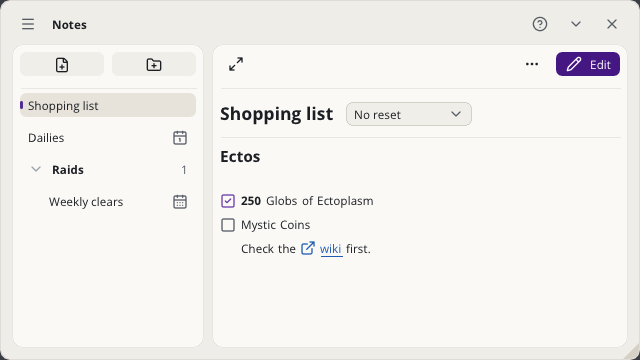 Notes
Edit
Shopping list
Dailies
Raids 1
Weekly clears
Shopping list No reset
Ectos
250 Globs of Ectoplasm
Mystic Coins
Check the wiki first.